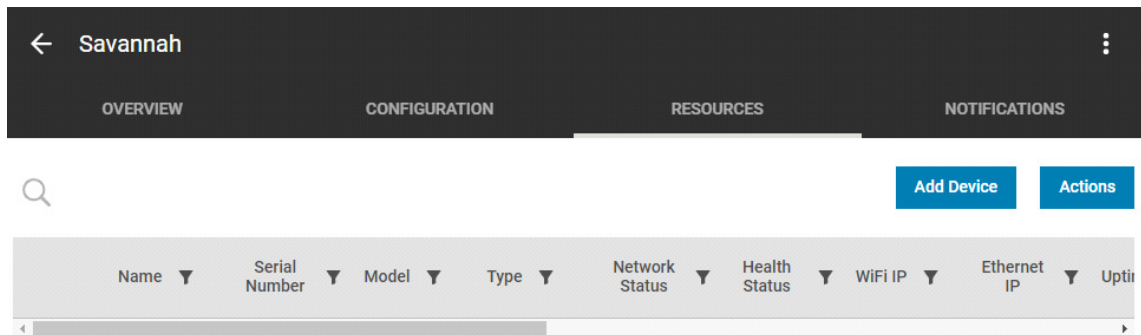 Savannah
OVERVIEW CONFIGURATION RESOURCES NOTIFICATIONS
Add Device Actions
Name Serial Number Model Type Network Status Health Status WiFi IP Ethernet IP